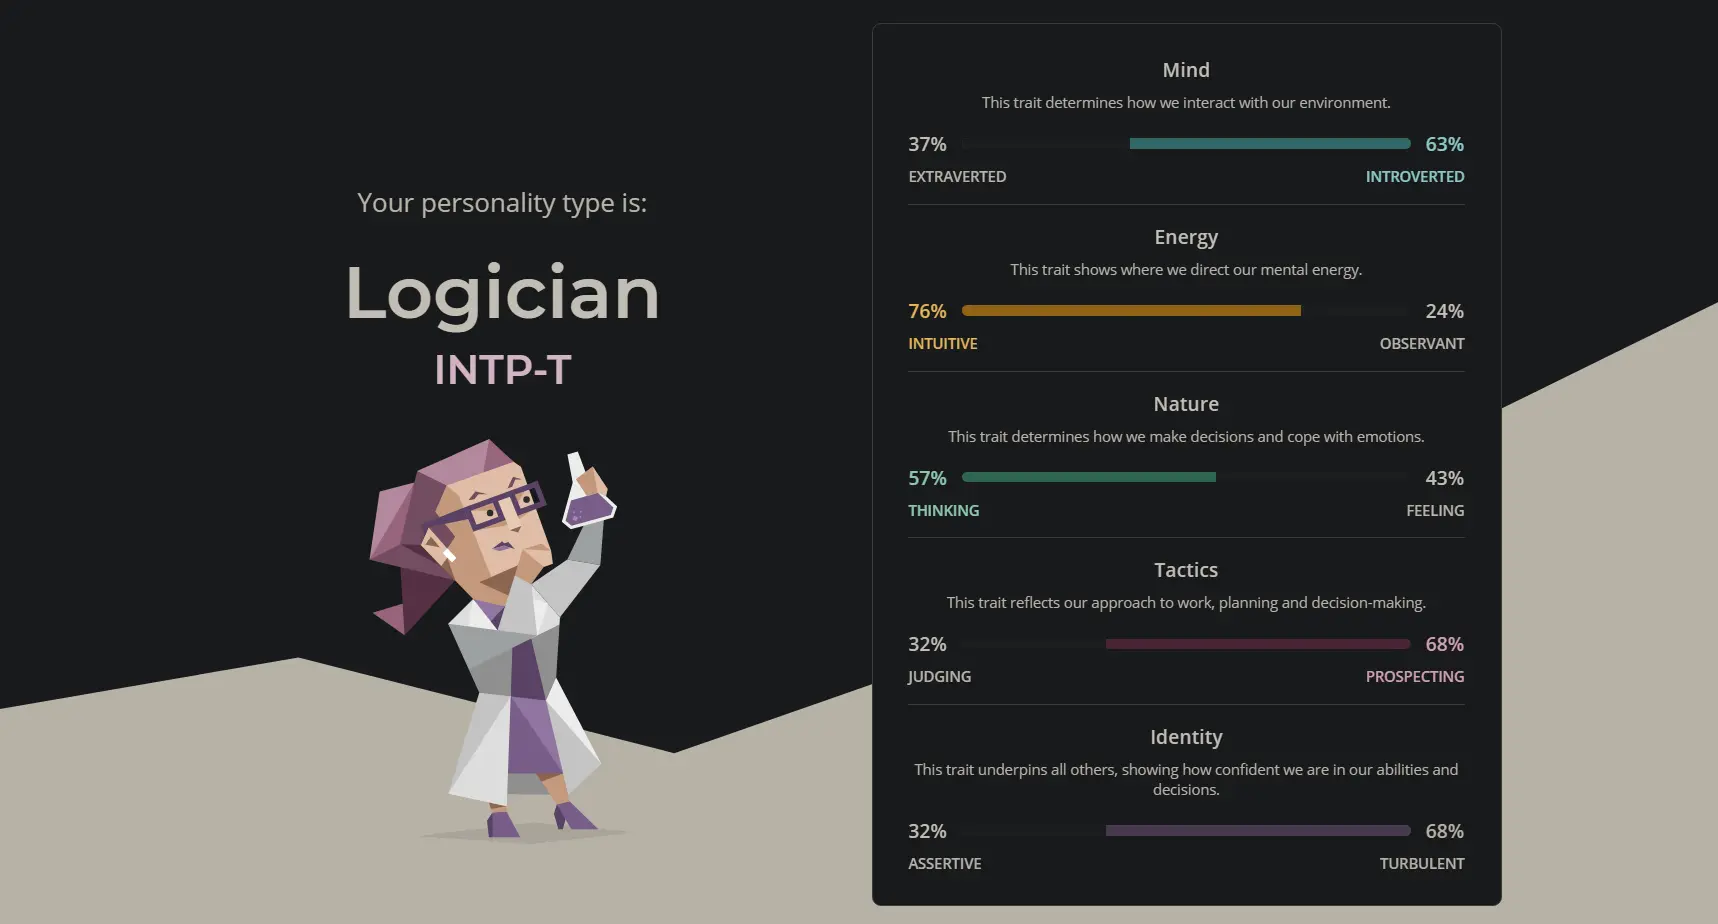 Your personality type is:
Logician
INTP-T
Mind
This trait determines how we interact with our environment.
37% 63%
EXTRAVERTED INTROVERTED
Energy
This trait shows where we direct our mental energy.
76% 24%
INTUITIVE OBSERVANT
Nature
This trait determines how we make decisions and cope with emotions.
57% 43%
THINKING FEELING
Tactics
This trait reflects our approach to work, planning and decision-making.
32% 68%
JUDGING PROSPECTING
Identity
This trait underpins all others, showing how confident we are in our abilities and
decisions.
32% 68%
ASSERTIVE TURBULENT